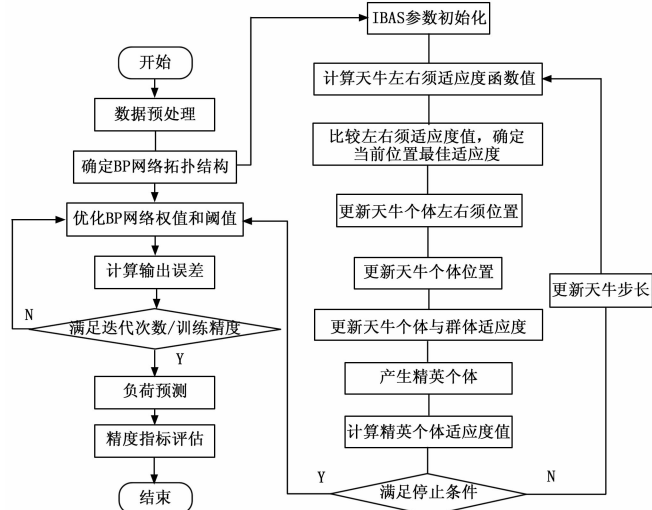 开始
数据预处理
确定BP网络拓扑结构
优化BP网络权值和阈值
计算输出误差
N
满足迭代次数/训练精度
Y
负荷预测
精度指标评估
结束
IBAS参数初始化
计算天牛左右须适应度函数值
比较左右须适应度值，确定
当前位置最佳适应度
更新天牛个体左右须位置
更新天牛个体位置
更新天牛步长
更新天牛个体与群体适应度
产生精英个体
计算精英个体适应度值
Y
满足停止条件
N